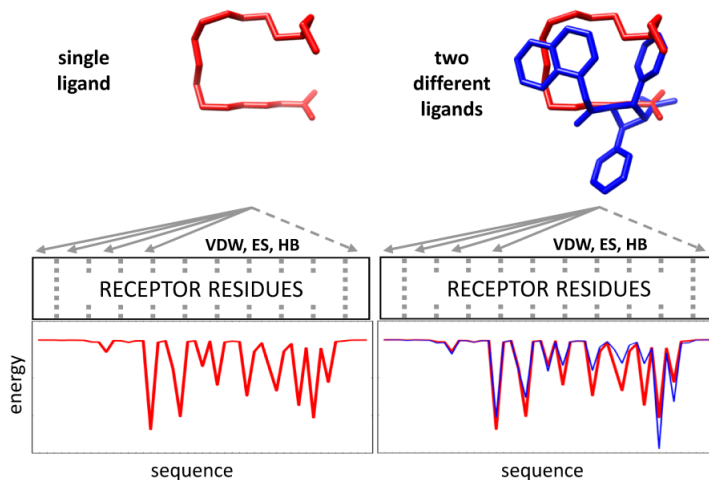 single
ligand
two
different
ligands
VDW, ES, HB
VDW, ES, HB
RECEPTOR RESIDUES
RECEPTOR RESIDUES
energy
sequence
sequence